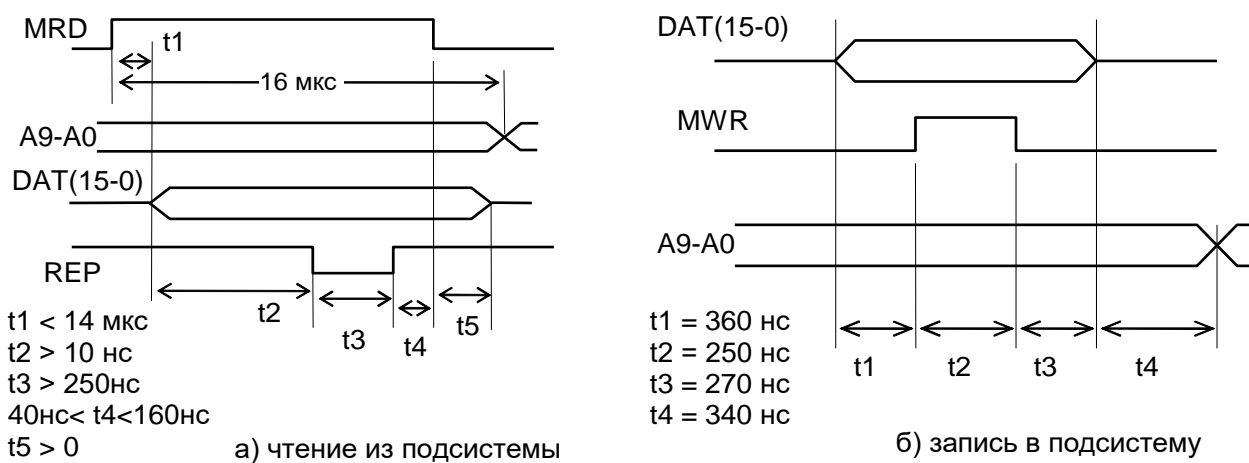 MRD
t1
16 мкс
A9-A0
DAT(15-0)
REP
t2
t3
t4
t5
t1 < 14 мкс
t2 > 10 нс
t3 > 250нс
40нс< t4<160нс
t5 > 0
а) чтение из подсистемы
DAT(15-0)
MWR
A9-A0
t1
t2
t3
t4
t1 = 360 нс
t2 = 250 нс
t3 = 270 нс
t4 = 340 нс
б) запись в подсистему